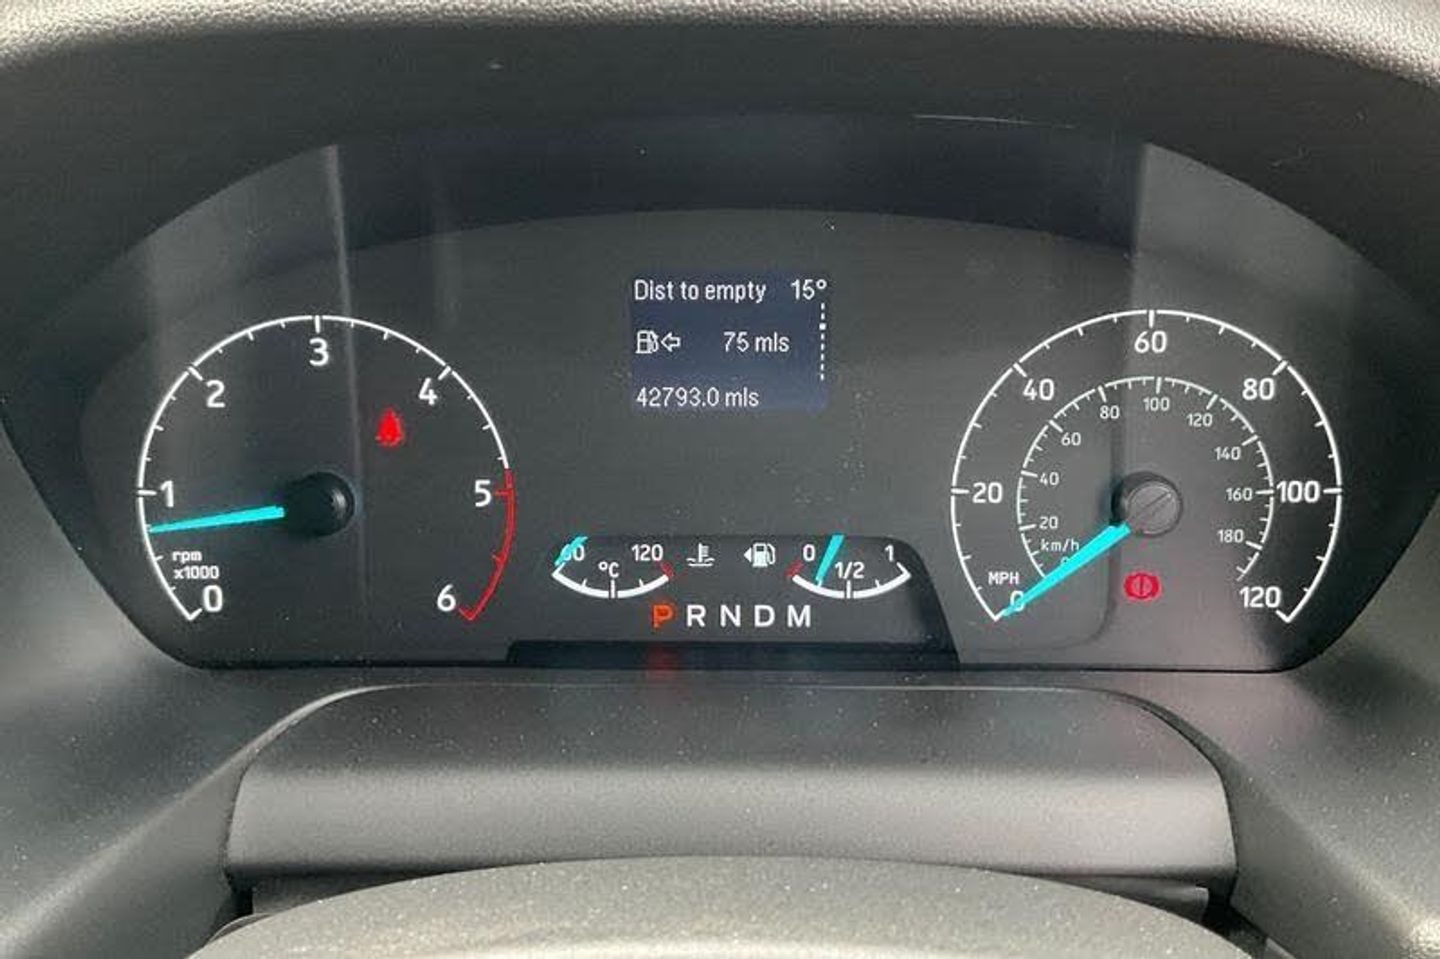 Dist to empty 15°
75 mls
42793.0 mls
0 1 2 3 4 5 6
rpm
x1000
120
°C
0 1/2 1
P R N D M
0 20 40 60 80 100 120
MPH
20 40 60 80 100 120 140 160 180
km/h